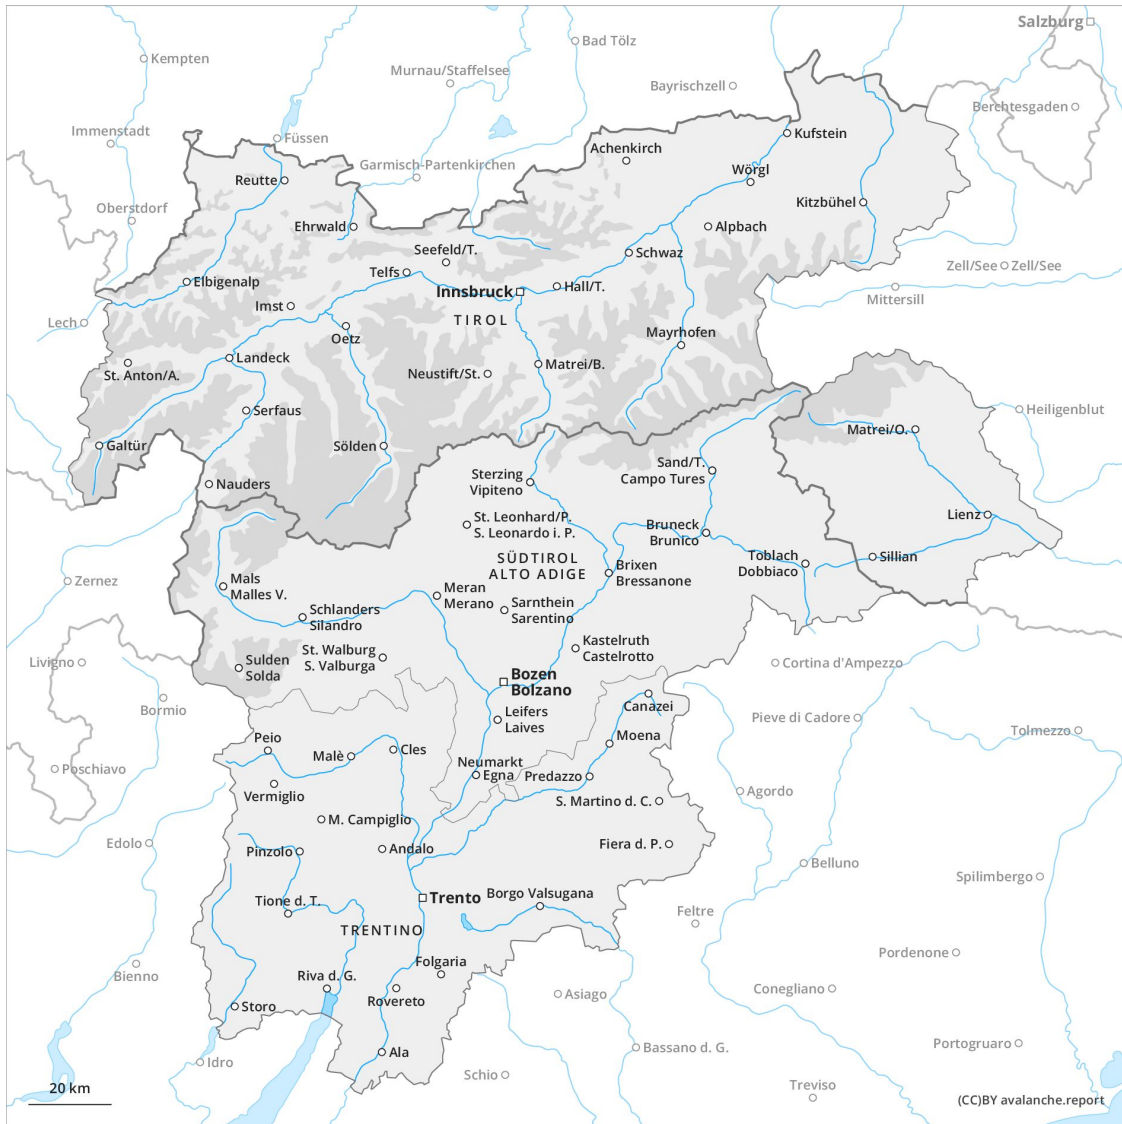 Salzburg
Bad Tölz
Kempten
Murnau/Staffelsee
Bayrischzell
Berchtesgaden
Immenstadt
Füssen
Kufstein
Achenkirch
Garmisch-Partenkirchen
Wörgl
Reutte
Oberstdorf
Kitzbühel
Ehrwald
Alpbach
Seefeld/T.
Schwaz
Zell/See
Zell/See
Telfs
Elbigenalp
Hall/T.
Innsbruck
Mittersill
Imst
TIROL
Lech
Oetz
Mayrhofen
Landeck
Matrei/B.
St. Anton/A.
Neustift/St.
Serfaus
Heiligenblut
Matrei/O.
Galtür
Sölden
Sand/T.
Campo Tures
Sterzing
Vipiteno
Nauders
St. Leonhard/P.
S. Leonardo i. P.
Lienz
Bruneck
Brunico
SÜDTIROL
ALTO ADIGE
Toblach
Dobbiaco
Sillian
Brixen
Bressanone
Zernez
Mals
Malles V.
Meran
Merano
Sarnthein
Sarentino
Schlanders
Silandro
Kastelruth
Castelrotto
St. Walburg
S. Valburga
Livigno
Sulden
Solda
Cortina d'Ampezzo
Bozen
Bolzano
Bormio
Canazei
Leifers
Laives
Pieve di Cadore
Tolmezzo
Peio
Moena
Malè
Cles
Neumarkt
Egna
Predazzo
Poschiavo
Vermiglio
Agordo
S. Martino d. C.
M. Campiglio
Edolo
Fiera d. P.
Pinzolo
Andalo
Belluno
Spilimbergo
Borgo Valsugana
Trento
Tione d. T.
Feltre
TRENTINO
Pordenone
Folgaria
Bienno
Riva d. G.
Conegliano
Asiago
Rovereto
Storo
Portogruaro
Bassano d. G.
Ala
Idro
Schio
Treviso
20 km
(CC)BY avalanche.report